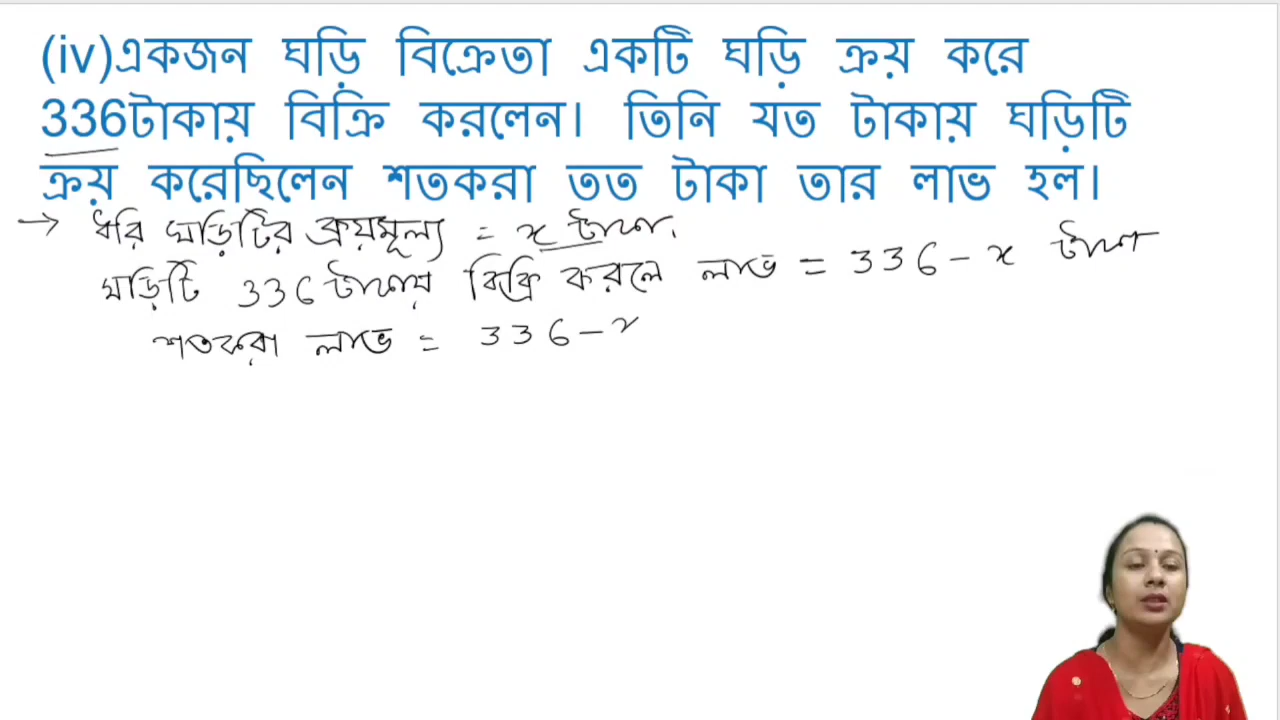 (iv)একজন ঘড়ি বিক্রেতা একটি ঘড়ি ক্রয় করে
336টাকায় বিক্রি করলেন। তিনি যত টাকায় ঘড়িটি
ক্রয় করেছিলেন শতকরা তত টাকা তার লাভ হল।
→ ধরি ঘড়িটির ক্রয়মূল্য = x টাকা.
ঘড়িটি 336 টাকায় বিক্রি করলে লাভ = 336 - x টাকা
শতকরা লাভ = 336 - x